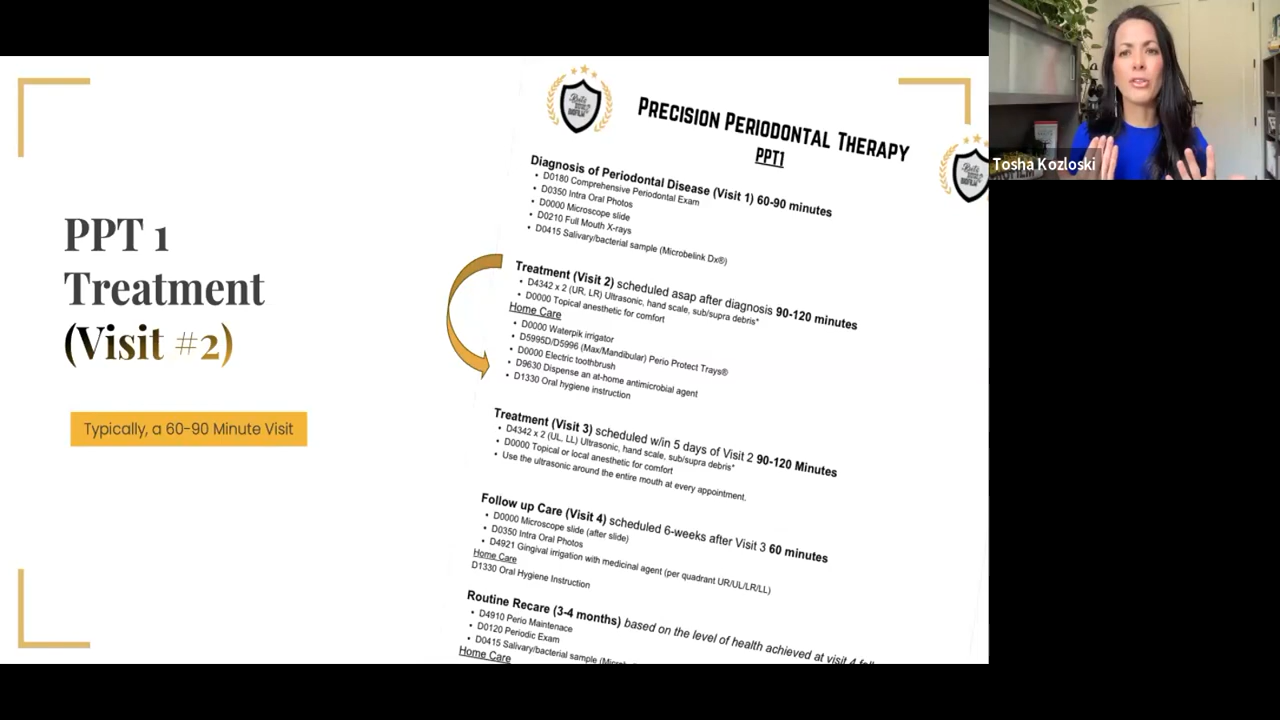 PPT 1
Treatment
(Visit #2)
Typically, a 60-90 Minute Visit
PRECISION PERIODONTAL THERAPY
PPT1
Diagnosis of Periodontal Disease (Visit 1) 60-90 minutes
• D0180 Comprehensive Periodontal Exam
• D0350 Intra Oral Photos
• D0000 Microscope slide
• D0210 Full Mouth X-rays
• D0415 Salivary/bacterial sample (Microbelink Dx®)
Treatment (Visit 2) scheduled asap after diagnosis 90-120 minutes
• D4342 x 2 (UR, LR) Ultrasonic, hand scale, sub/supra debris*
• D0000 Topical anesthetic for comfort
Home Care
• D0000 Waterpik irrigator
• D5995D/D5996 (Max/Mandibular) Perio Protect Trays®
• D0000 Electric toothbrush
• D9630 Dispense an at-home antimicrobial agent
• D1330 Oral hygiene instruction
Treatment (Visit 3) scheduled w/in 5 days of Visit 2 90-120 Minutes
• D4342 x 2 (UL, LL) Ultrasonic, hand scale, sub/supra debris*
• D0000 Topical or local anesthetic for comfort
• Use the ultrasonic around the entire mouth at every appointment.
Follow up Care (Visit 4) scheduled 6-weeks after Visit 3 60 minutes
• D0000 Microscope slide (after slide)
• D0350 Intra Oral Photos
• D4921 Gingival irrigation with medicinal agent (per quadrant UR/UL/LR/LL)
Home Care
D1330 Oral Hygiene Instruction
Routine Recare (3-4 months) based on the level of health achieved at visit 4
• D4910 Perio Maintenace
• D0120 Periodic Exam
• D0415 Salivary/bacterial sample
Home Care
Tosha Kozloski